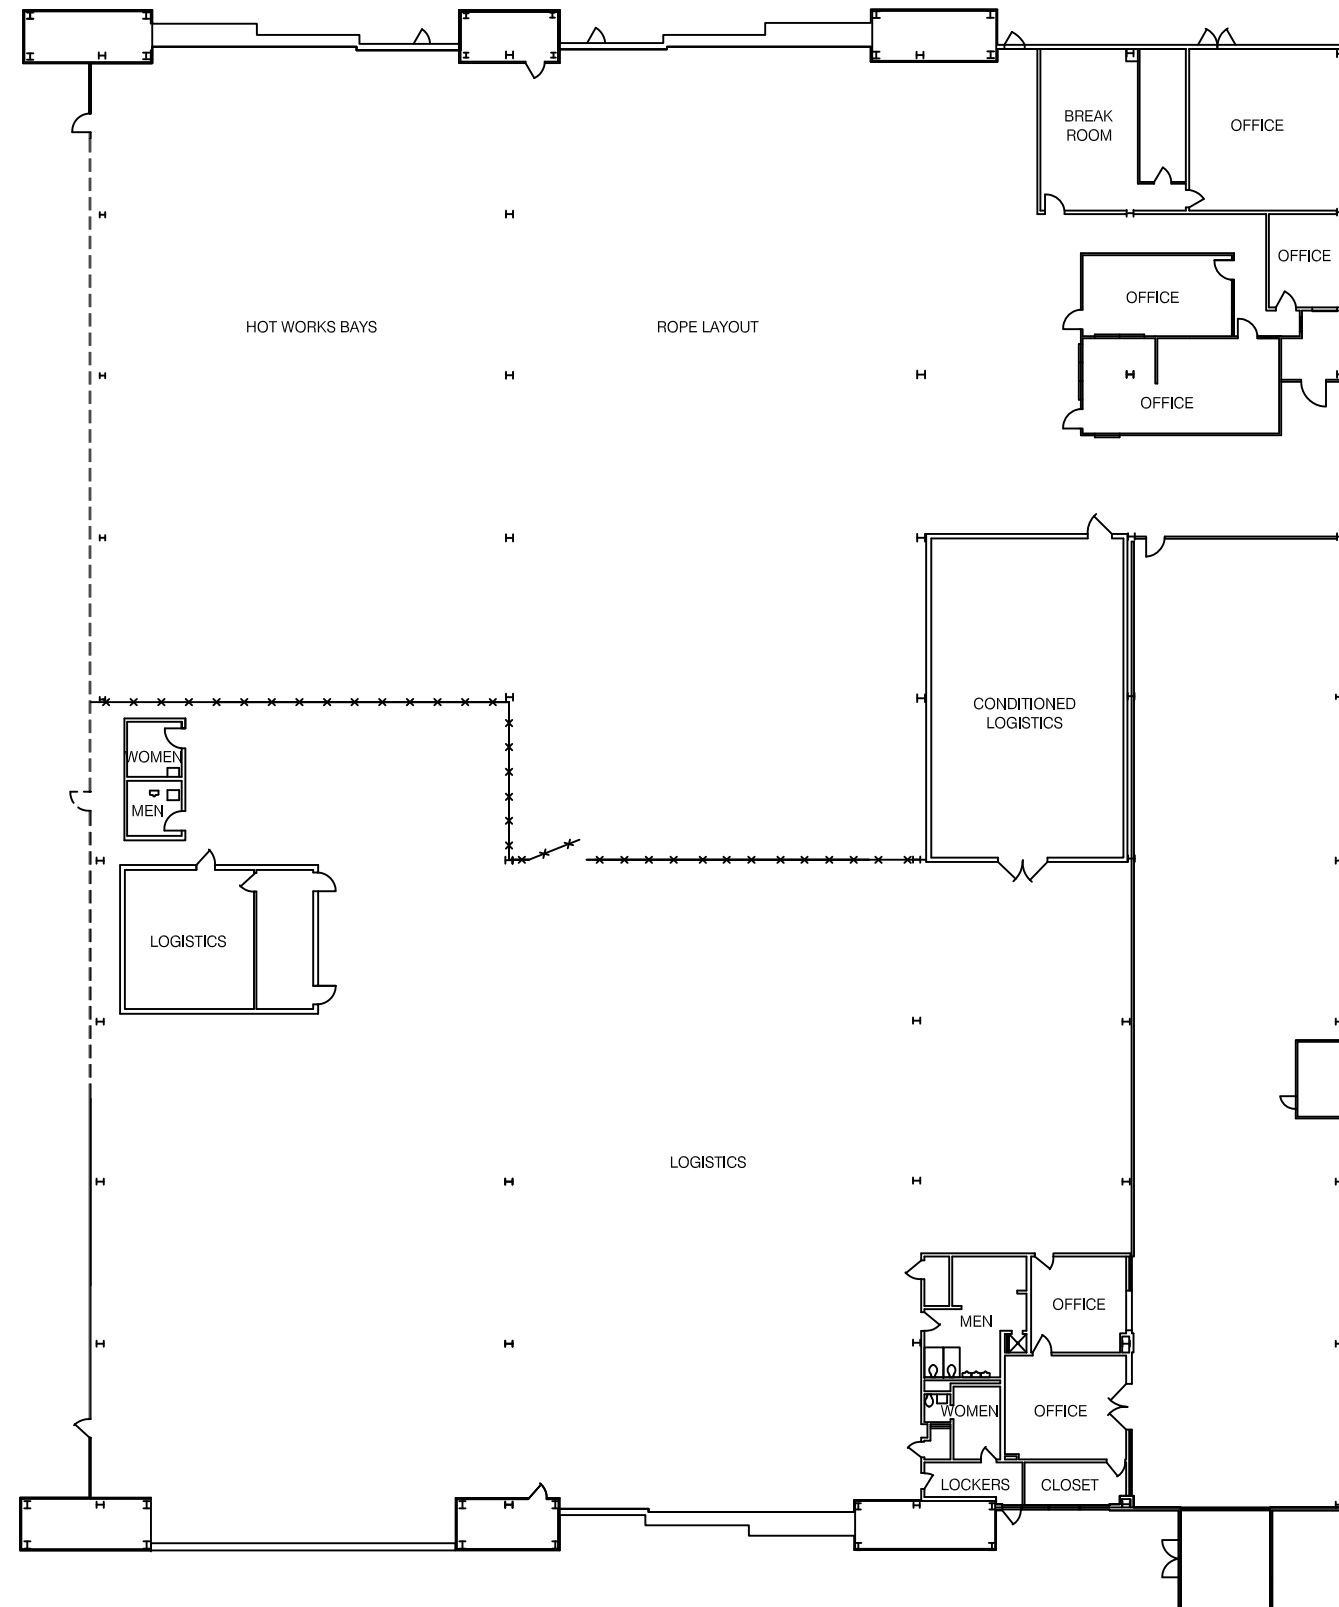 BREAK
ROOM
OFFICE
OFFICE
OFFICE
HOT WORKS BAYS
ROPE LAYOUT
OFFICE
CONDITIONED
LOGISTICS
WOMEN
MEN
LOGISTICS
LOGISTICS
OFFICE
MEN
WOMEN
OFFICE
LOCKERS
CLOSET